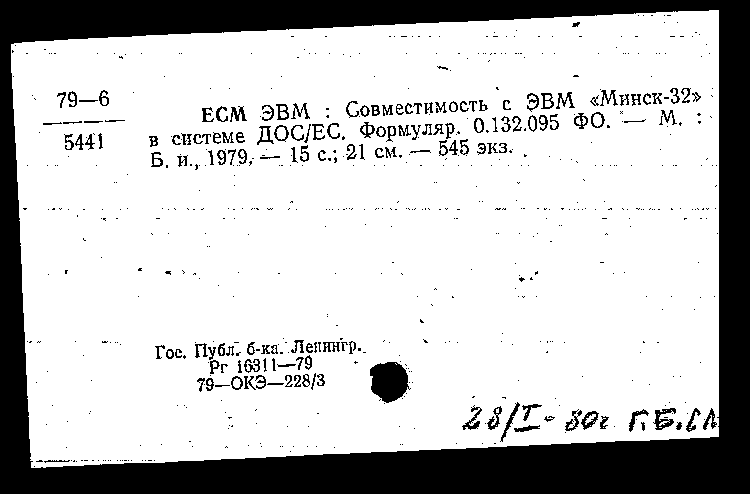 79—6
5441
ЕСМ ЭВМ : Совместимость с ЭВМ «Минск-32»
в системе ДОС/ЕС. Формуляр. 0.132.095 ФО. — М. :
Б. и., 1979, — 15 с.; 21 см. — 545 экз.
Гос. Публ. б-ка. Ленингр.
Рг 16311—79
79—ОКЭ—228/3
28/I- 80г Г.Б.